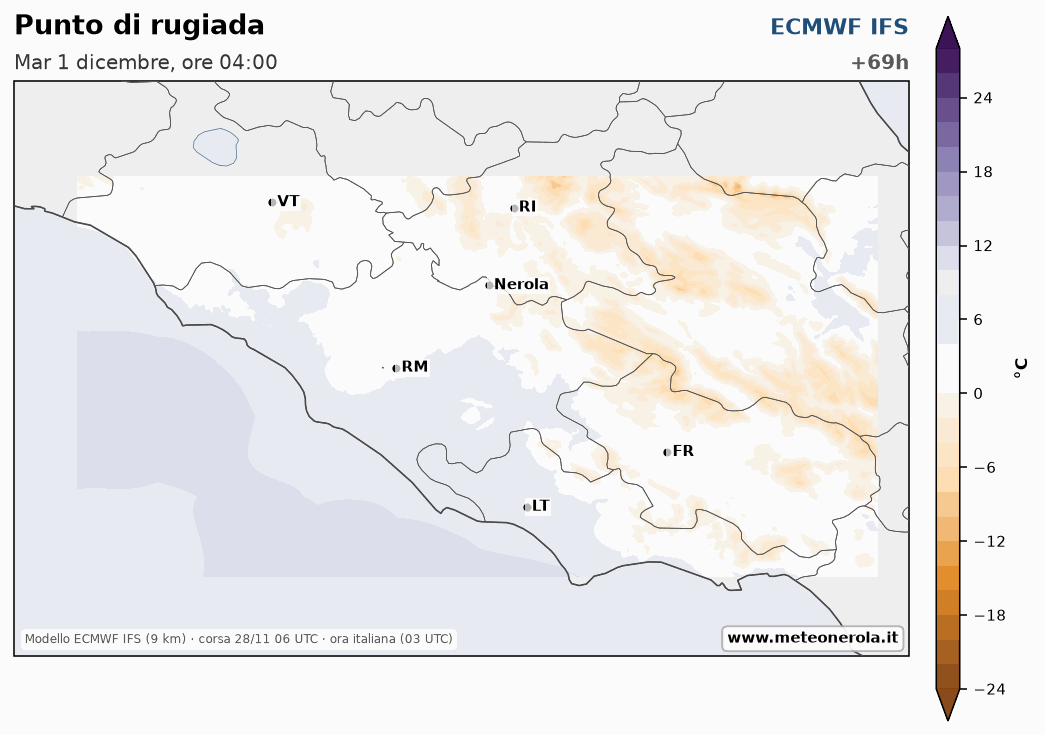 Punto di rugiada
ECMWF IFS
Mar 1 dicembre, ore 04:00
+69h
VT
RI
Nerola
RM
FR
LT
24
18
12
6
0
−6
−12
−18
−24
°C
Modello ECMWF IFS (9 km) · corsa 28/11 06 UTC · ora italiana (03 UTC)
www.meteonerola.it